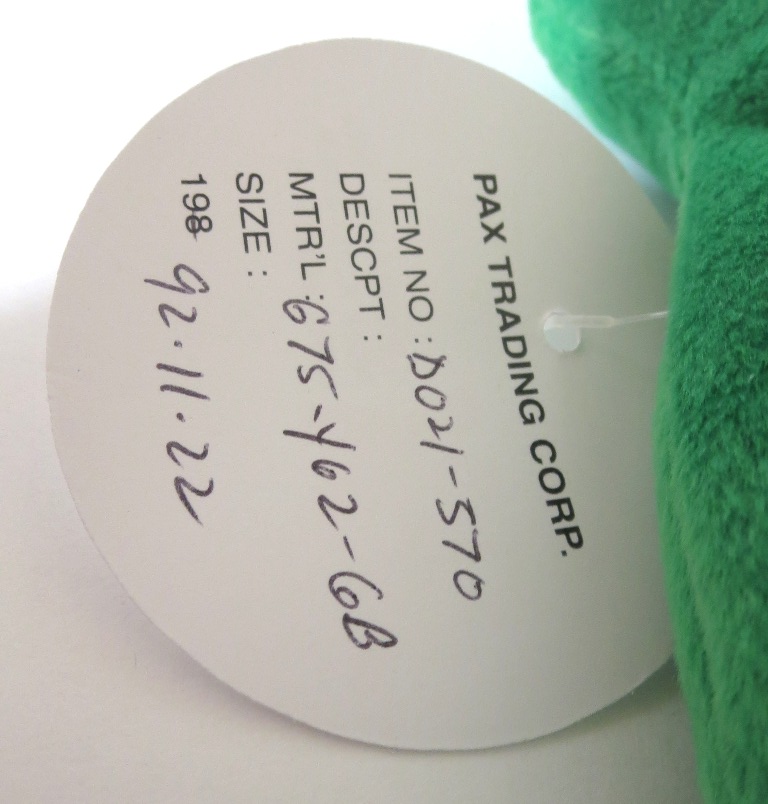 PAX TRADING CORP.
ITEM NO : D021-570
DESCPT :
MTR'L : 675-462-6B
SIZE :
198 92.11.22